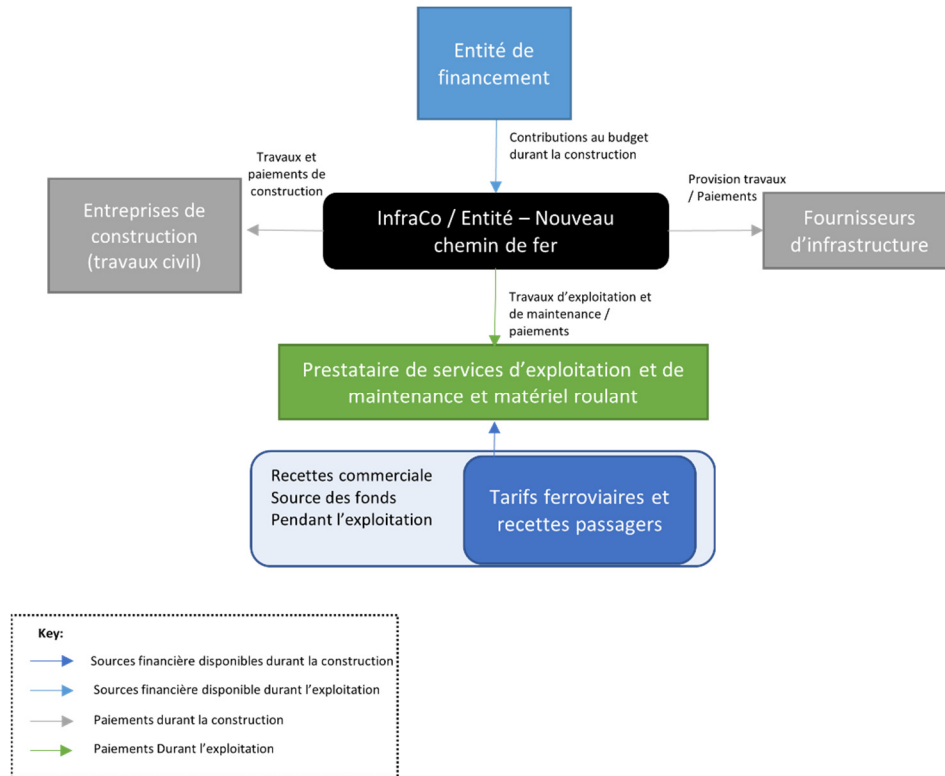 Entité de
financement
Contributions au budget
durant la construction
Travaux et
paiements de
construction
Provision travaux
/ Paiements
Entreprises de
construction
(travaux civil)
InfraCo / Entité – Nouveau
chemin de fer
Fournisseurs
d’infrastructure
Travaux d’exploitation et
de maintenance /
paiements
Prestataire de services d’exploitation et de
maintenance et matériel roulant
Recettes commerciale
Source des fonds
Pendant l’exploitation
Tarifs ferroviaires et
recettes passagers
Key:
Sources financière disponibles durant la construction
Sources financière disponible durant l’exploitation
Paiements durant la construction
Paiements Durant l’exploitation